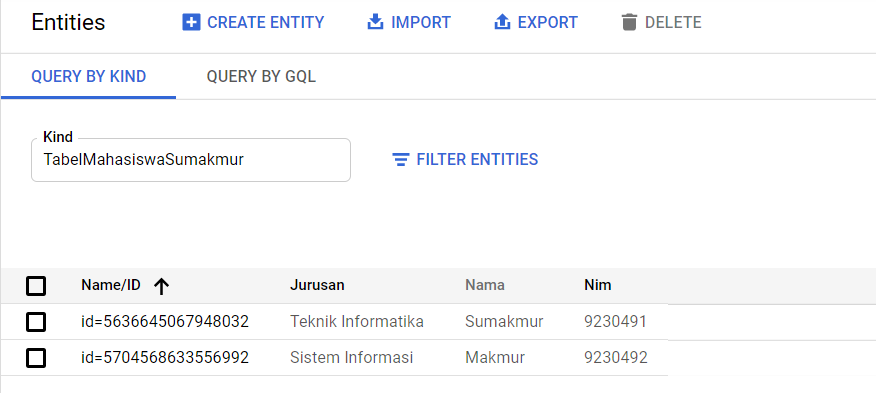 Entities CREATE ENTITY IMPORT EXPORT DELETE
QUERY BY KIND QUERY BY GQL
Kind
TabelMahasiswaSumakmur FILTER ENTITIES
Name/ID Jurusan Nama Nim
id=5636645067948032 Teknik Informatika Sumakmur 9230491
id=5704568633556992 Sistem Informasi Makmur 9230492